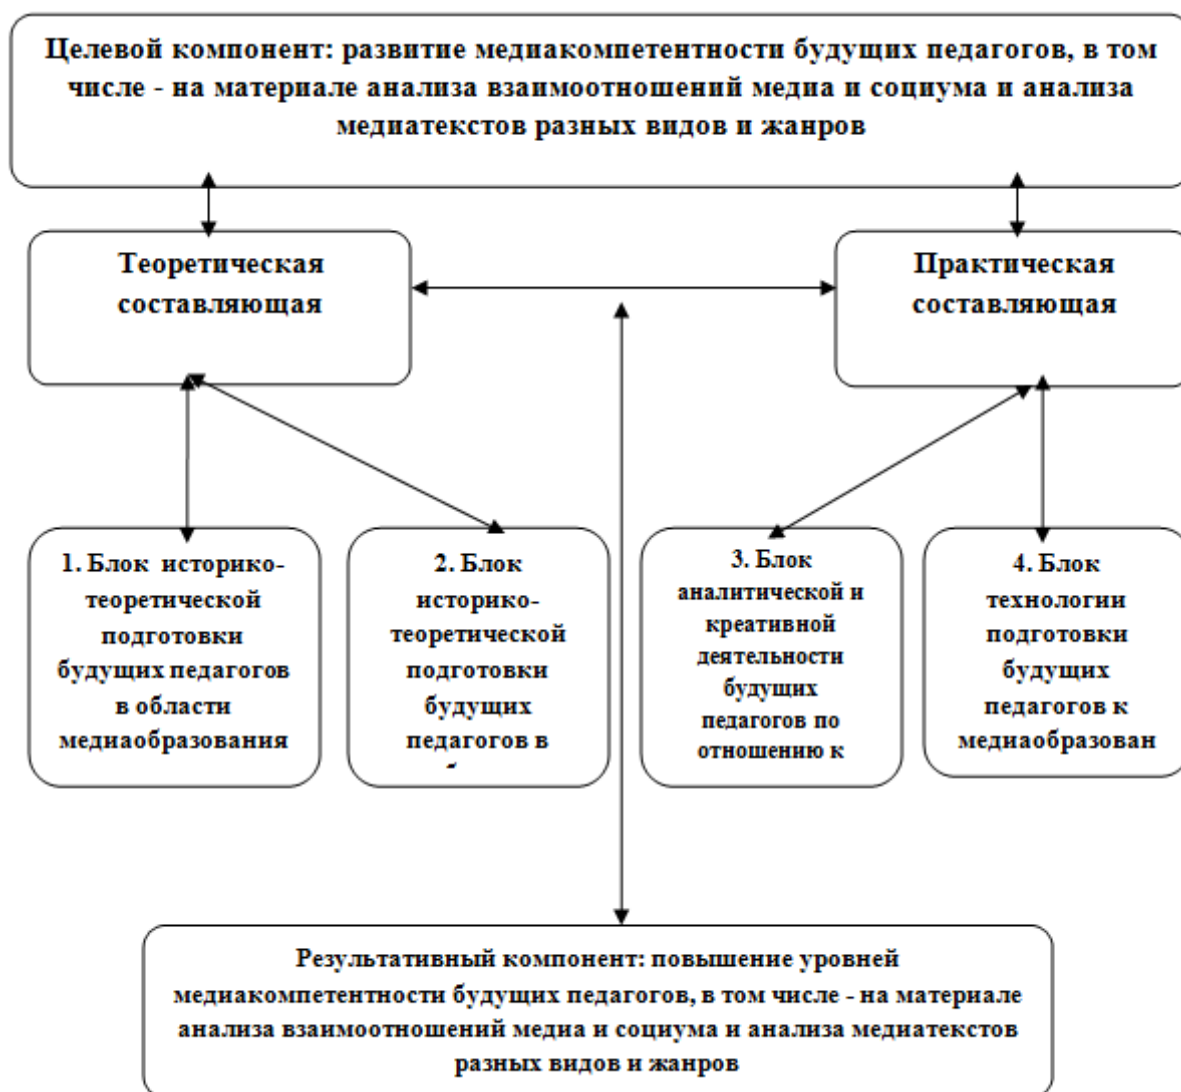 Целевой компонент: развитие медиакомпетентности будущих педагогов, в том
числе - на материале анализа взаимоотношений медиа и социума и анализа
медиатекстов разных видов и жанров
Теоретическая
составляющая
Практическая
составляющая
1. Блок историко-
теоретической
подготовки
будущих педагогов
в области
медиаобразования
2. Блок
историко-
теоретической
подготовки
будущих
педагогов в
3. Блок
аналитической и
креативной
деятельности
будущих
педагогов по
отношению к
4. Блок
технологии
подготовки
будущих
педагогов к
медиаобразован
Результативный компонент: повышение уровней
медиакомпетентности будущих педагогов, в том числе - на материале
анализа взаимоотношений медиа и социума и анализа медиатекстов
разных видов и жанров